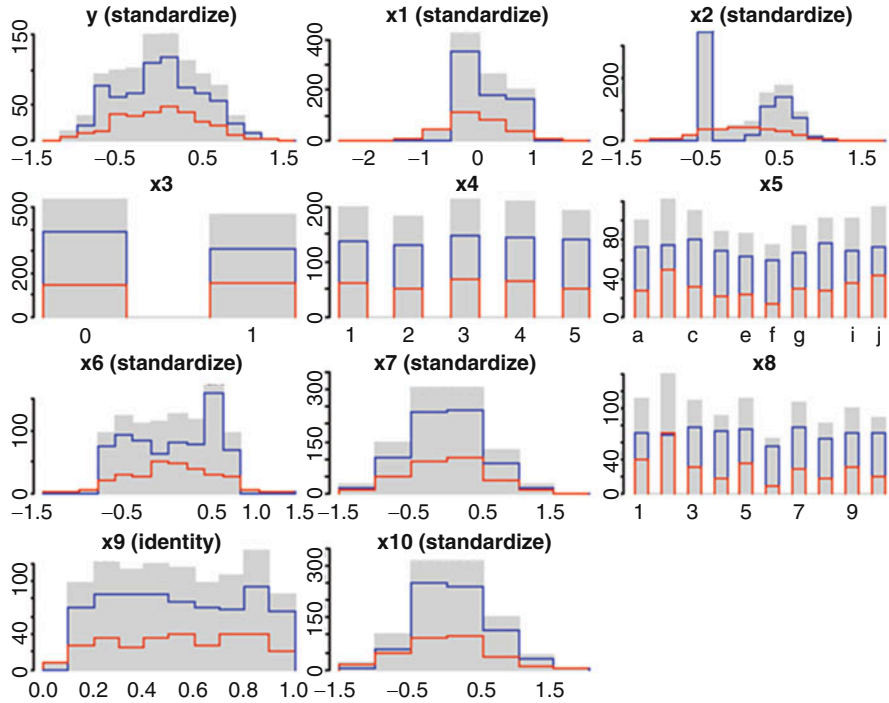 y (standardize)
150
50
0
−1.5 −0.5 0.5 1.5
x1 (standardize)
400
200
0
−2 −1 0 1 2
x2 (standardize)
200
0
−1.5 −0.5 0.5 1.5
x3
500
200
0
0 1
x4
200
100
0
1 2 3 4 5
x5
80
40
0
a c e f g i j
x6 (standardize)
100
0
−1.5 −0.5 0.5 1.0 1.5
x7 (standardize)
300
150
0
−1.5 −0.5 0.5 1.5
x8
100
40
0
1 3 5 7 9
x9 (identity)
100
40
0
0.0 0.2 0.4 0.6 0.8 1.0
x10 (standardize)
300
150
0
−1.5 −0.5 0.5 1.5